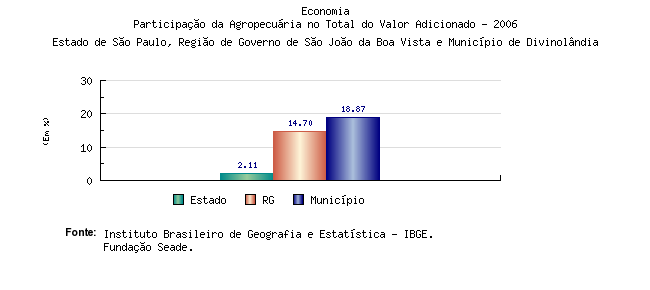 Economia
Participação da Agropecuária no Total do Valor Adicionado - 2006
Estado de São Paulo, Região de Governo de São João da Boa Vista e Município de Divinolândia
30
20
10
0
(Em %)
2.11
14.70
18.87
Estado RG Município
Fonte: Instituto Brasileiro de Geografia e Estatística - IBGE.
Fundação Seade.